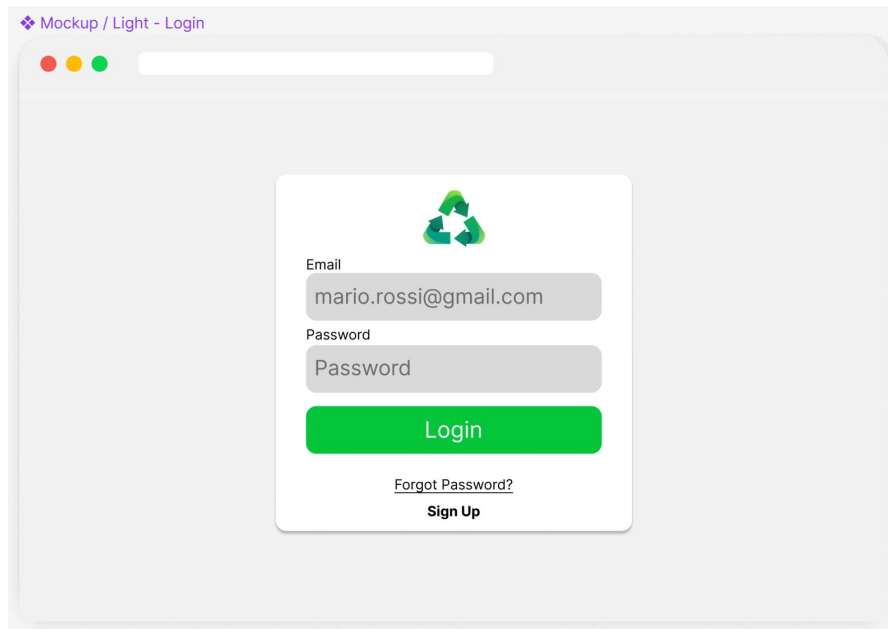 Mockup / Light - Login
Email
mario.rossi@gmail.com
Password
Password
Login
Forgot Password?
Sign Up